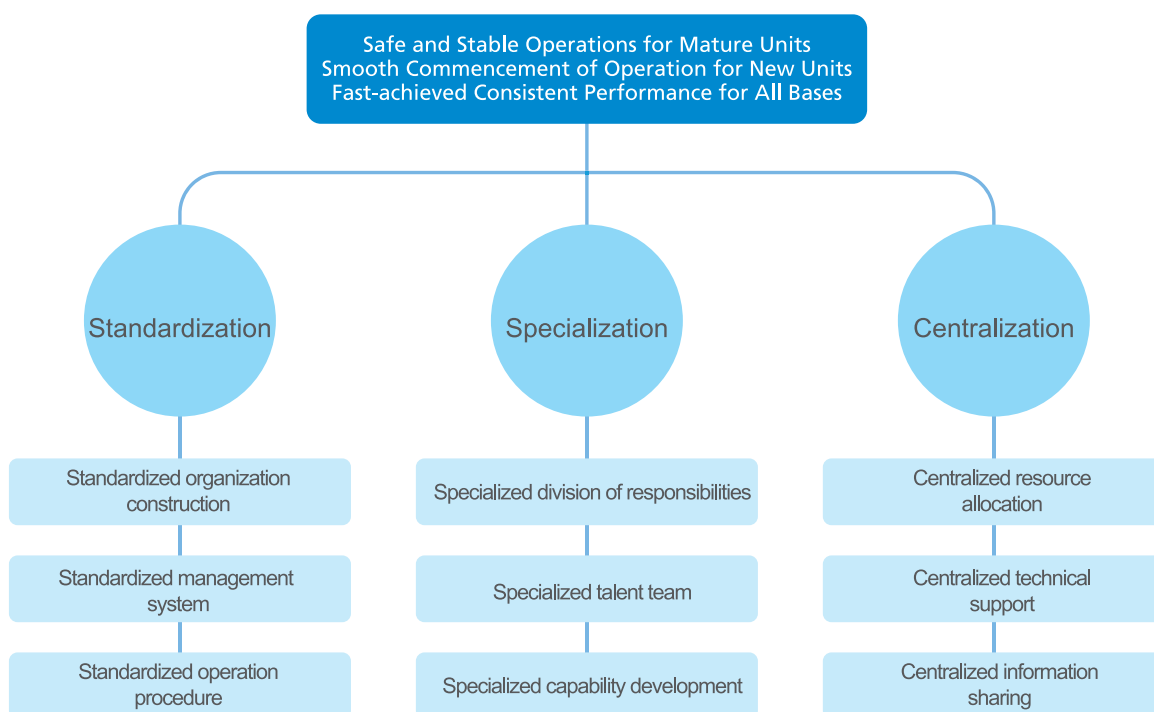 Safe and Stable Operations for Mature Units
Smooth Commencement of Operation for New Units
Fast-achieved Consistent Performance for All Bases
Standardization
Specialization
Centralization
Standardized organization
construction
Specialized division of responsibilities
Centralized resource
allocation
Standardized management
system
Specialized talent team
Centralized technical
support
Standardized operation
procedure
Specialized capability development
Centralized information
sharing